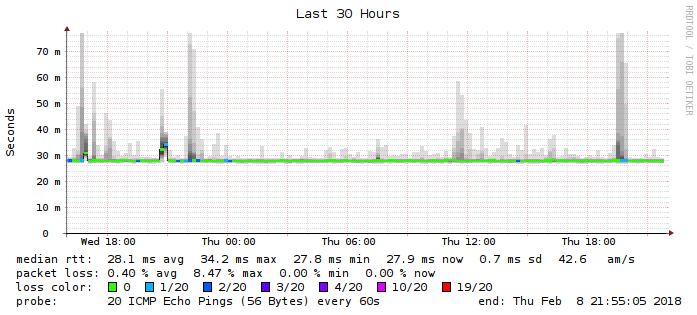 Last 30 Hours
RRDTOOL / TOBI OETIKER
Seconds
70 m
60 m
50 m
40 m
30 m
20 m
10 m
0
Wed 18:00 Thu 00:00 Thu 06:00 Thu 12:00 Thu 18:00
median rtt: 28.1 ms avg 34.2 ms max 27.8 ms min 27.9 ms now 0.7 ms sd 42.6 am/s
packet loss: 0.40 % avg 8.47 % max 0.00 % min 0.00 % now
loss color: 0 1/20 2/20 3/20 4/20 10/20 19/20
probe: 20 ICMP Echo Pings (56 Bytes) every 60s end: Thu Feb 8 21:55:05 2018